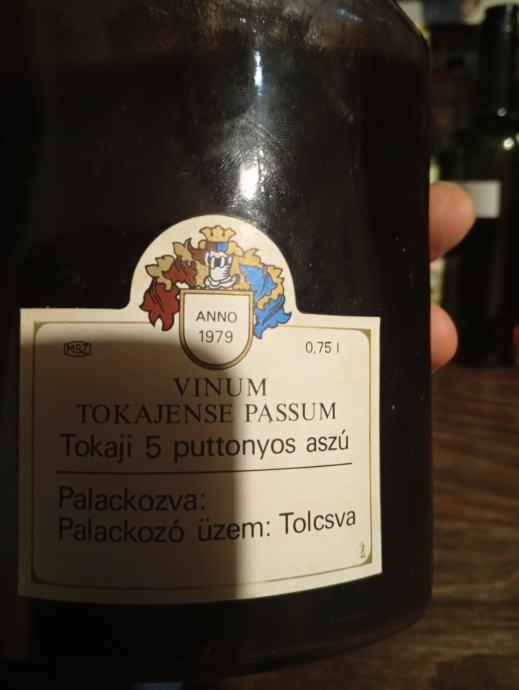 ANNO
1979
MSZ
0,75 l
VINUM
TOKAJENSE PASSUM
Tokaji 5 puttonyos aszú
Palackozva:
Palackozó üzem: Tolcsva